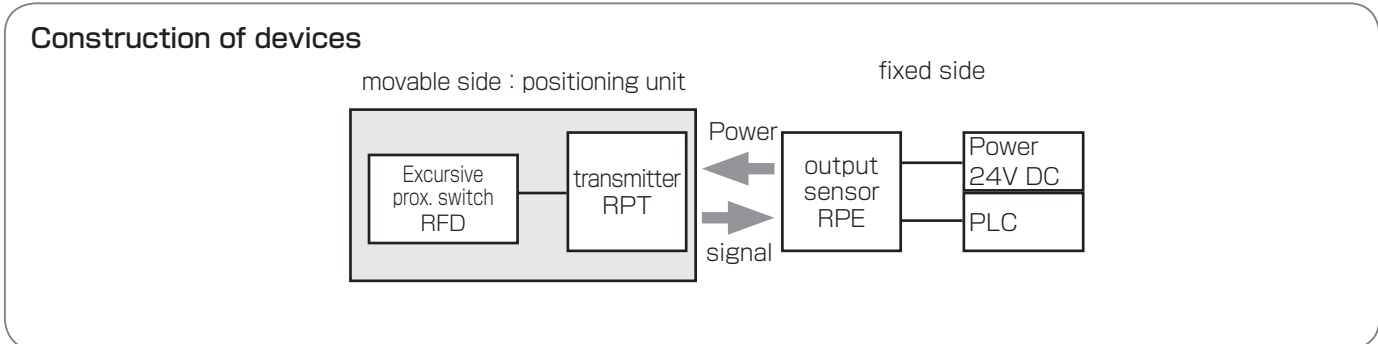 Construction of devices
movable side : positioning unit
fixed side
Excursive
prox. switch
RFD
transmitter
RPT
Power
signal
output
sensor
RPE
Power
24V DC
PLC